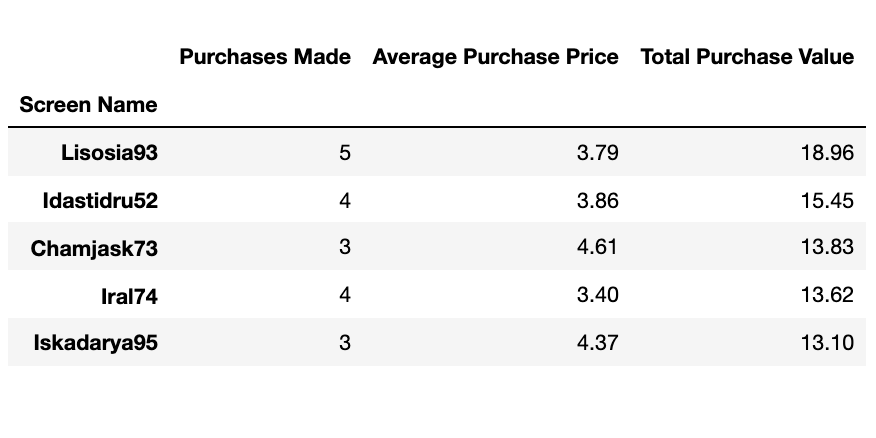 Purchases Made Average Purchase Price Total Purchase Value
Screen Name
Lisosia93 5 3.79 18.96
Idastidru52 4 3.86 15.45
Chamjask73 3 4.61 13.83
Iral74 4 3.40 13.62
Iskadarya95 3 4.37 13.10